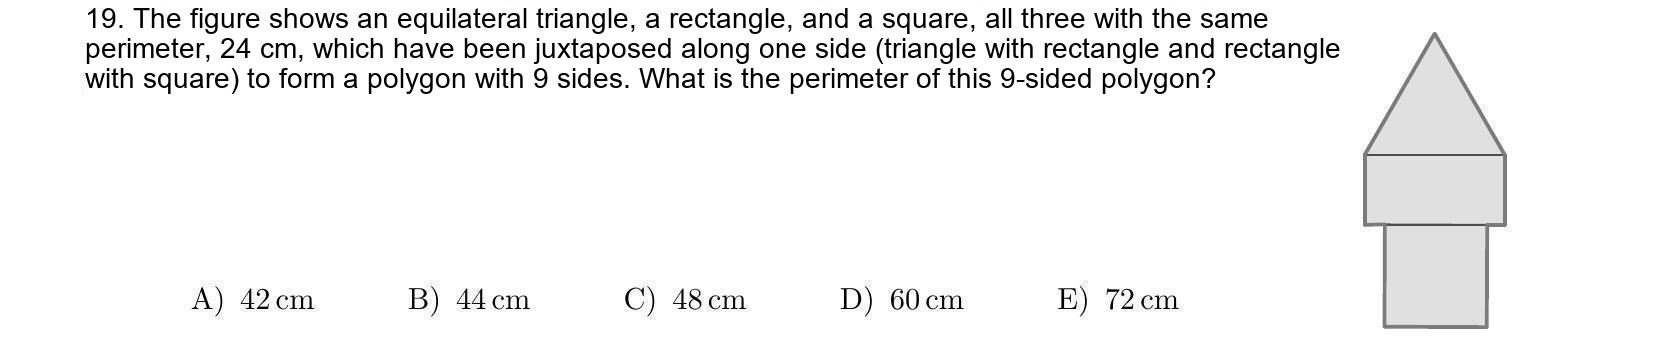 19. The figure shows an equilateral triangle, a rectangle, and a square, all three with the same
perimeter, 24 cm, which have been juxtaposed along one side (triangle with rectangle and rectangle
with square) to form a polygon with 9 sides. What is the perimeter of this 9-sided polygon?
A) 42 cm B) 44 cm C) 48 cm D) 60 cm E) 72 cm